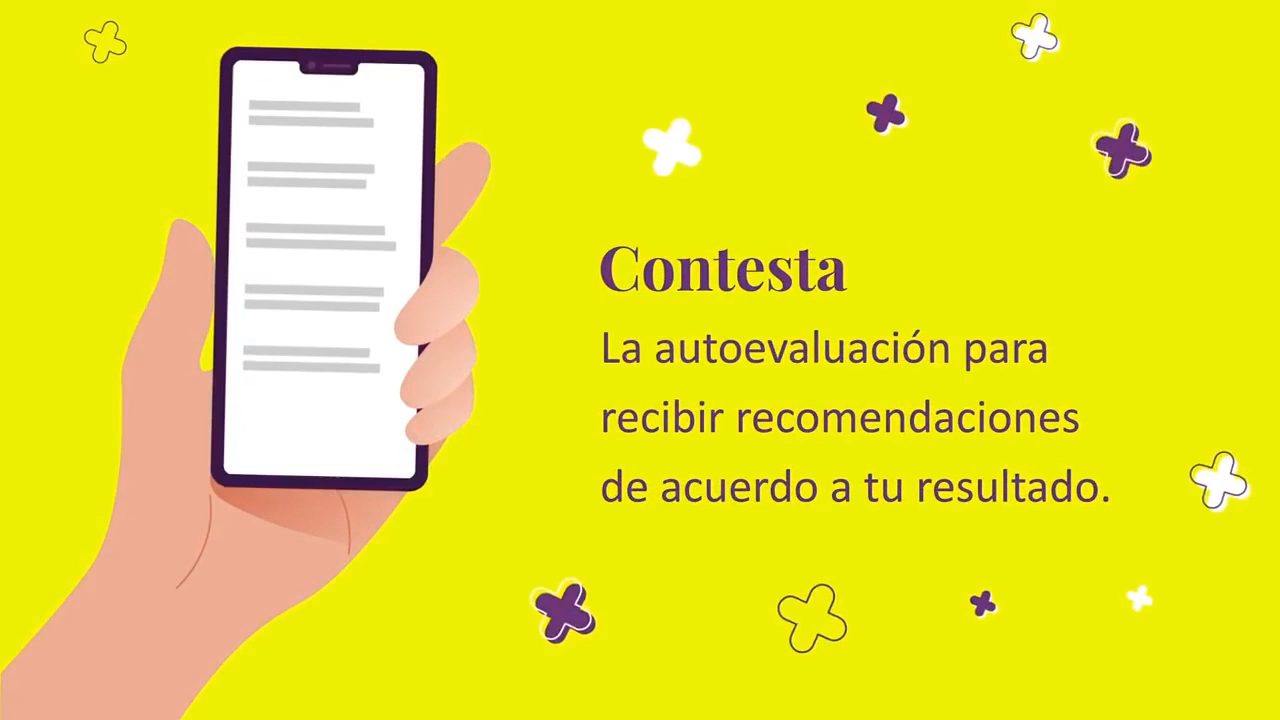 Contesta
La autoevaluación para
recibir recomendaciones
de acuerdo a tu resultado.